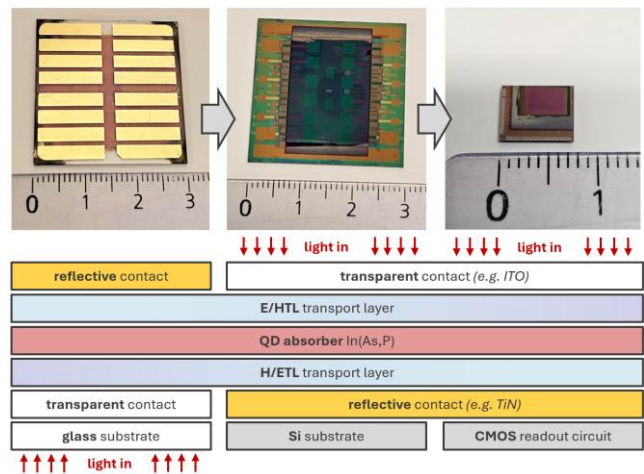 0 1 2 3
0 1 2 3
0 1
light in
light in
reflective contact
transparent contact (e.g. ITO)
E/HTL transport layer
QD absorber In(As,P)
H/ETL transport layer
transparent contact
reflective contact (e.g. TiN)
glass substrate
Si substrate
CMOS readout circuit
light in